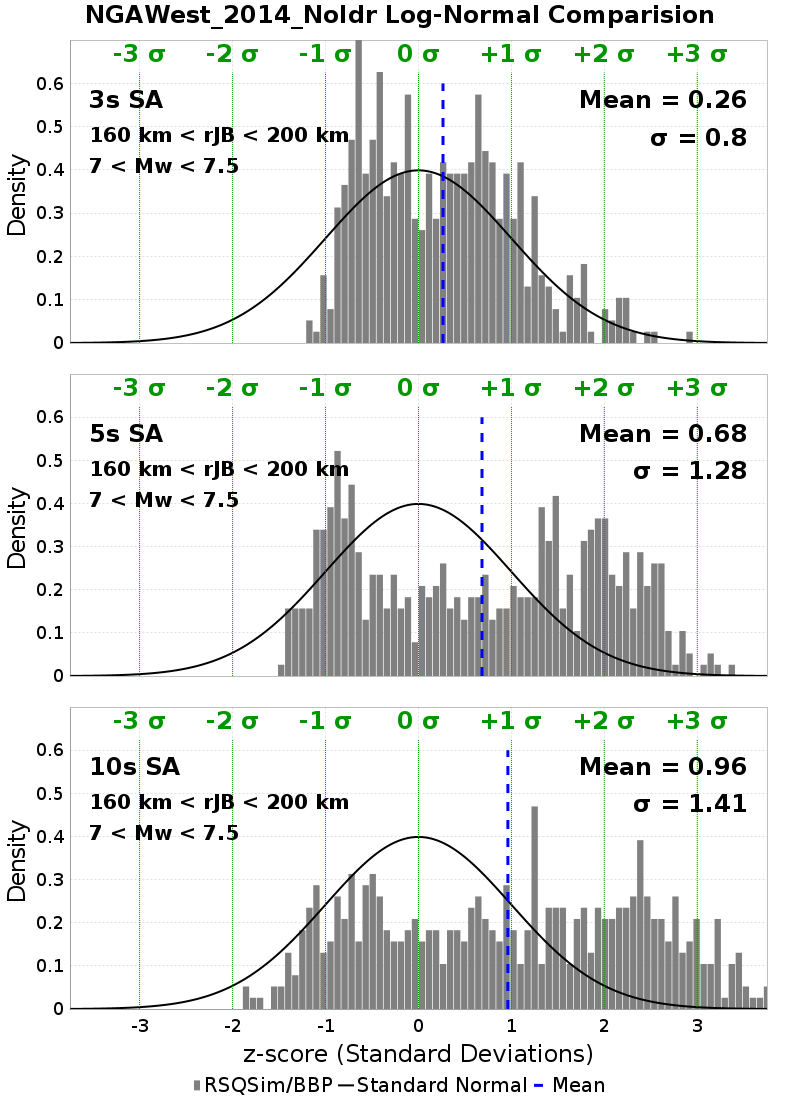 NGAWest_2014_NoIdr Log-Normal Comparision
-3 σ -2 σ -1 σ 0 σ +1 σ +2 σ +3 σ
0.6
3s SA Mean = 0.26
0.5
160 km < rJB < 200 km σ = 0.8
7 < Mw < 7.5
0.4
0.3
0.2
0.1
0
Density
-3 σ -2 σ -1 σ 0 σ +1 σ +2 σ +3 σ
0.6
5s SA Mean = 0.68
0.5
160 km < rJB < 200 km σ = 1.28
7 < Mw < 7.5
0.4
0.3
0.2
0.1
0
Density
-3 σ -2 σ -1 σ 0 σ +1 σ +2 σ +3 σ
0.6
10s SA Mean = 0.96
0.5
160 km < rJB < 200 km σ = 1.41
7 < Mw < 7.5
0.4
0.3
0.2
0.1
0
Density
-3 -2 -1 0 1 2 3
z-score (Standard Deviations)
RSQSim/BBP Standard Normal Mean